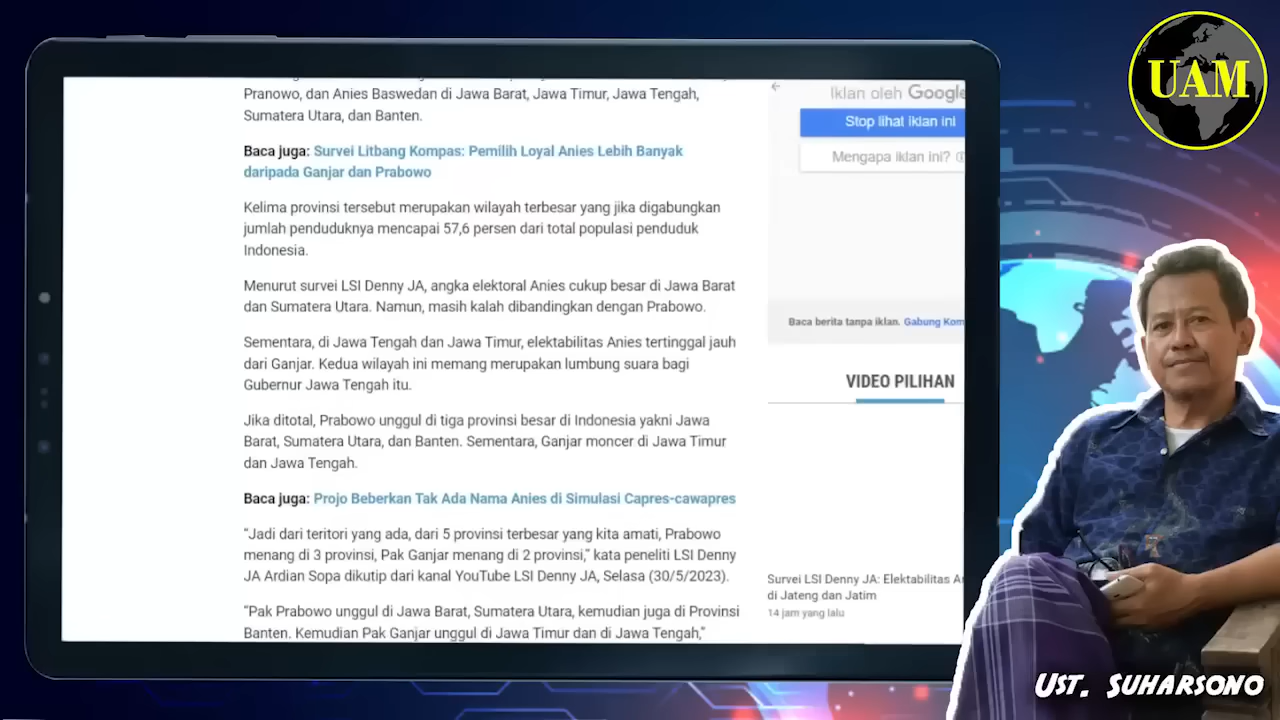 Pranowo, dan Anies Baswedan di Jawa Barat, Jawa Timur, Jawa Tengah,
Sumatera Utara, dan Banten.
Baca juga: Survei Litbang Kompas: Pemilih Loyal Anies Lebih Banyak
daripada Ganjar dan Prabowo
Kelima provinsi tersebut merupakan wilayah terbesar yang jika digabungkan
jumlah penduduknya mencapai 57,6 persen dari total populasi penduduk
Indonesia.
Menurut survei LSI Denny JA, angka elektoral Anies cukup besar di Jawa Barat
dan Sumatera Utara. Namun, masih kalah dibandingkan dengan Prabowo.
Sementara, di Jawa Tengah dan Jawa Timur, elektabilitas Anies tertinggal jauh
dari Ganjar. Kedua wilayah ini memang merupakan lumbung suara bagi
Gubernur Jawa Tengah itu.
Jika ditotal, Prabowo unggul di tiga provinsi besar di Indonesia yakni Jawa
Barat, Sumatera Utara, dan Banten. Sementara, Ganjar moncer di Jawa Timur
dan Jawa Tengah.
Baca juga: Projo Beberkan Tak Ada Nama Anies di Simulasi Capres-cawapres
“Jadi dari teritori yang ada, dari 5 provinsi terbesar yang kita amati, Prabowo
menang di 3 provinsi, Pak Ganjar menang di 2 provinsi,” kata peneliti LSI Denny
JA Ardian Sopa dikutip dari kanal YouTube LSI Denny JA, Selasa (30/5/2023).
“Pak Prabowo unggul di Jawa Barat, Sumatera Utara, kemudian juga di Provinsi
Banten. Kemudian Pak Ganjar unggul di Jawa Timur dan di Jawa Tengah,”
Iklan oleh Google
Stop lihat iklan ini
Mengapa iklan ini?
Baca berita tanpa iklan. Gabung Kom
VIDEO PILIHAN
Survei LSI Denny JA: Elektabilitas A
di Jateng dan Jatim
14 jam yang lalu
UAM
UST. SUHARSONO